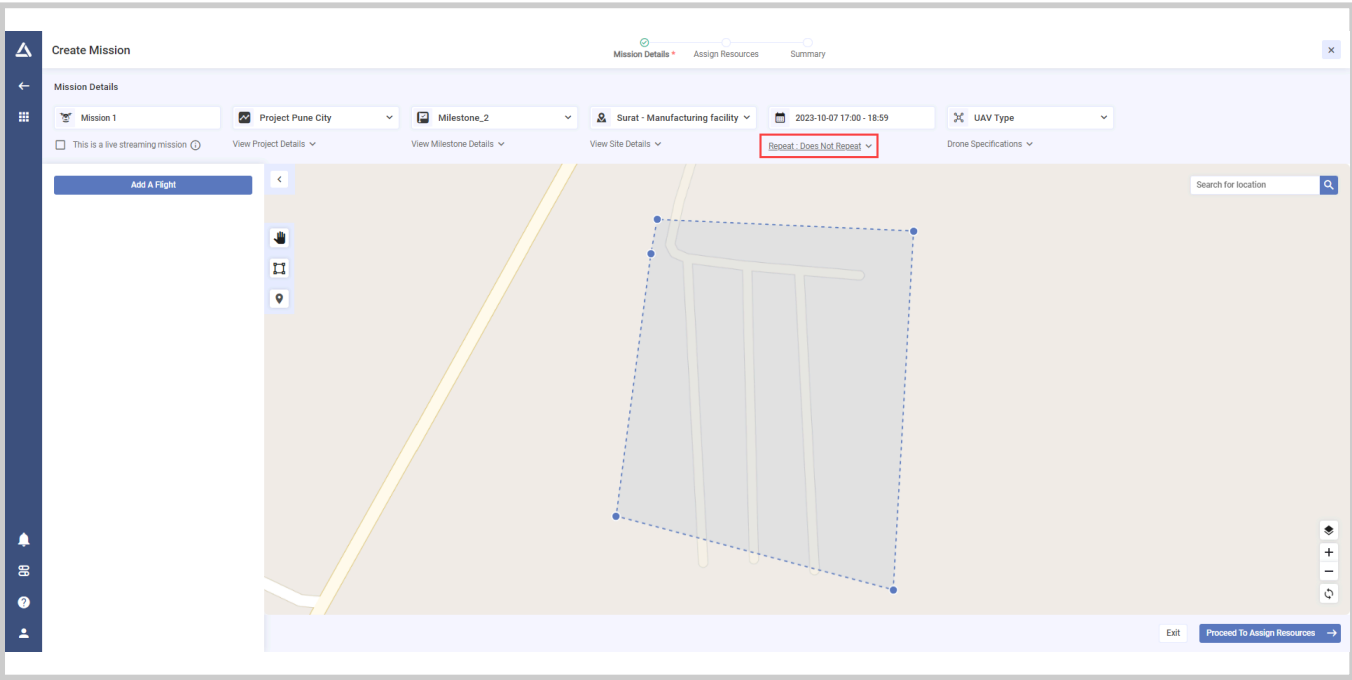 Create Mission
Mission Details *
Assign Resources
Summary
Mission Details
Mission 1
Project Pune City
Milestone_2
Surat - Manufacturing facility
2023-10-07 17:00 - 18:59
UAV Type
This is a live streaming mission
View Project Details
View Milestone Details
View Site Details
Repeat : Does Not Repeat
Drone Specifications
Add A Flight
Search for location
Exit
Proceed To Assign Resources